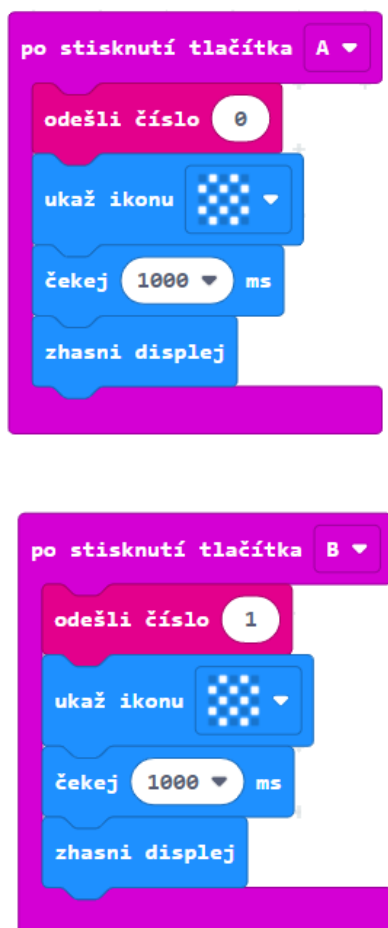 po stisknutí tlačítka A
odešli číslo 0
ukaž ikonu
čekej 1000 ms
zhasni displej
po stisknutí tlačítka B
odešli číslo 1
ukaž ikonu
čekej 1000 ms
zhasni displej